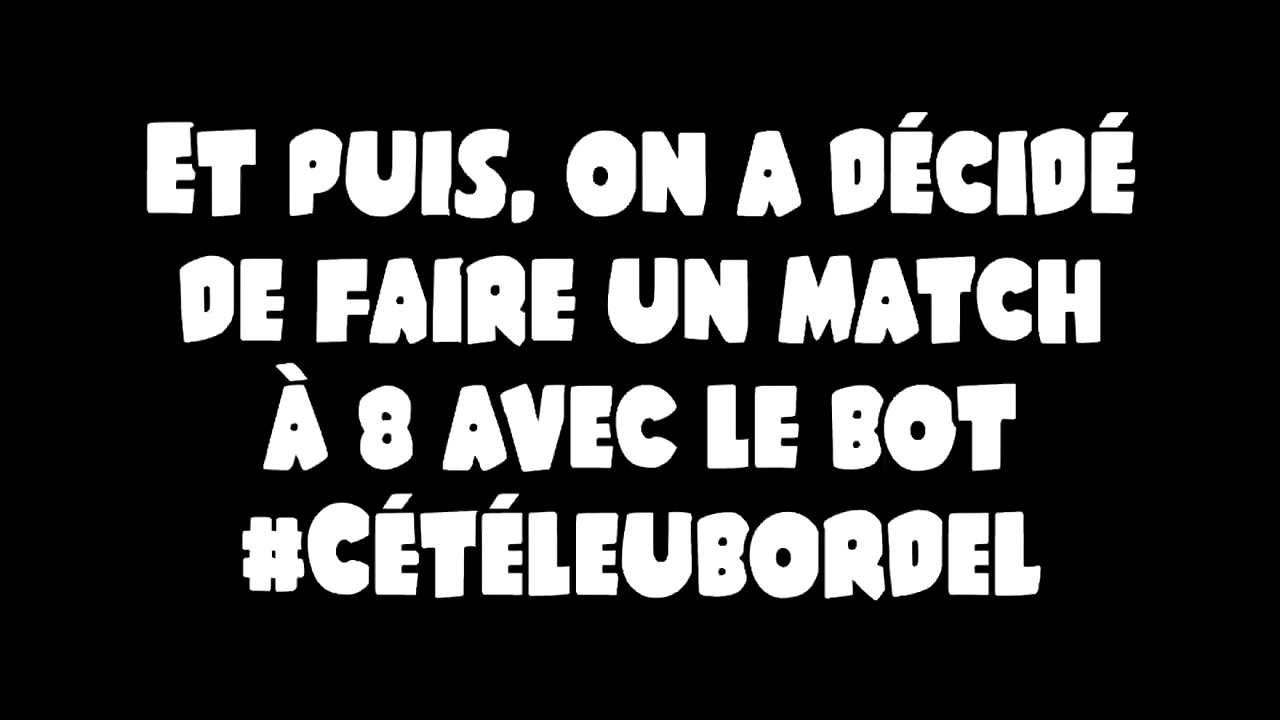 Et puis, on a décidé
de faire un match
à 8 avec le bot
#Cétéleubordel